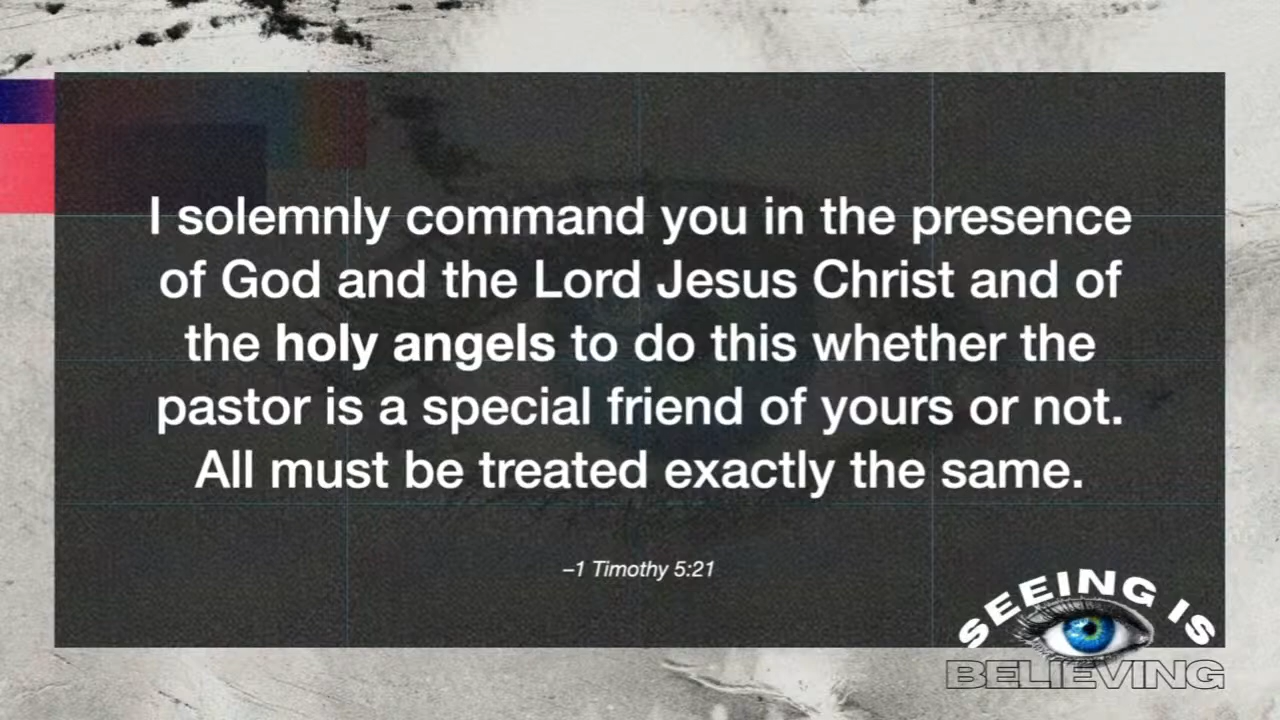 I solemnly command you in the presence
of God and the Lord Jesus Christ and of
the holy angels to do this whether the
pastor is a special friend of yours or not.
All must be treated exactly the same.
–1 Timothy 5:21
SEEING IS
BELIEVING